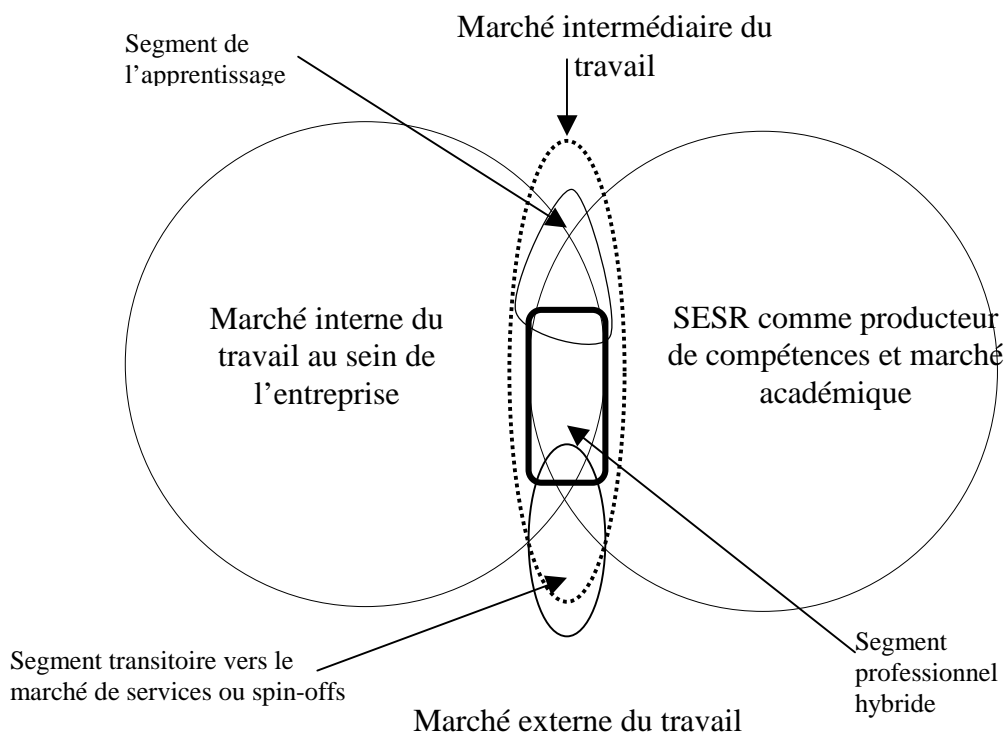 Marché intermédiaire du
travail
Segment de
l’apprentissage
Marché interne du
travail au sein de
l’entreprise
SESR comme producteur
de compétences et marché
académique
Segment transitoire vers le
marché de services ou spin-offs
Segment
professionnel
hybride
Marché externe du travail